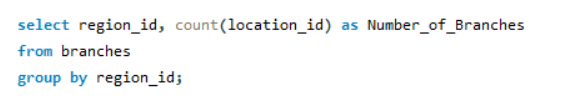 select region_id, count(location_id) as Number_of_Branches
from branches
group by region_id;